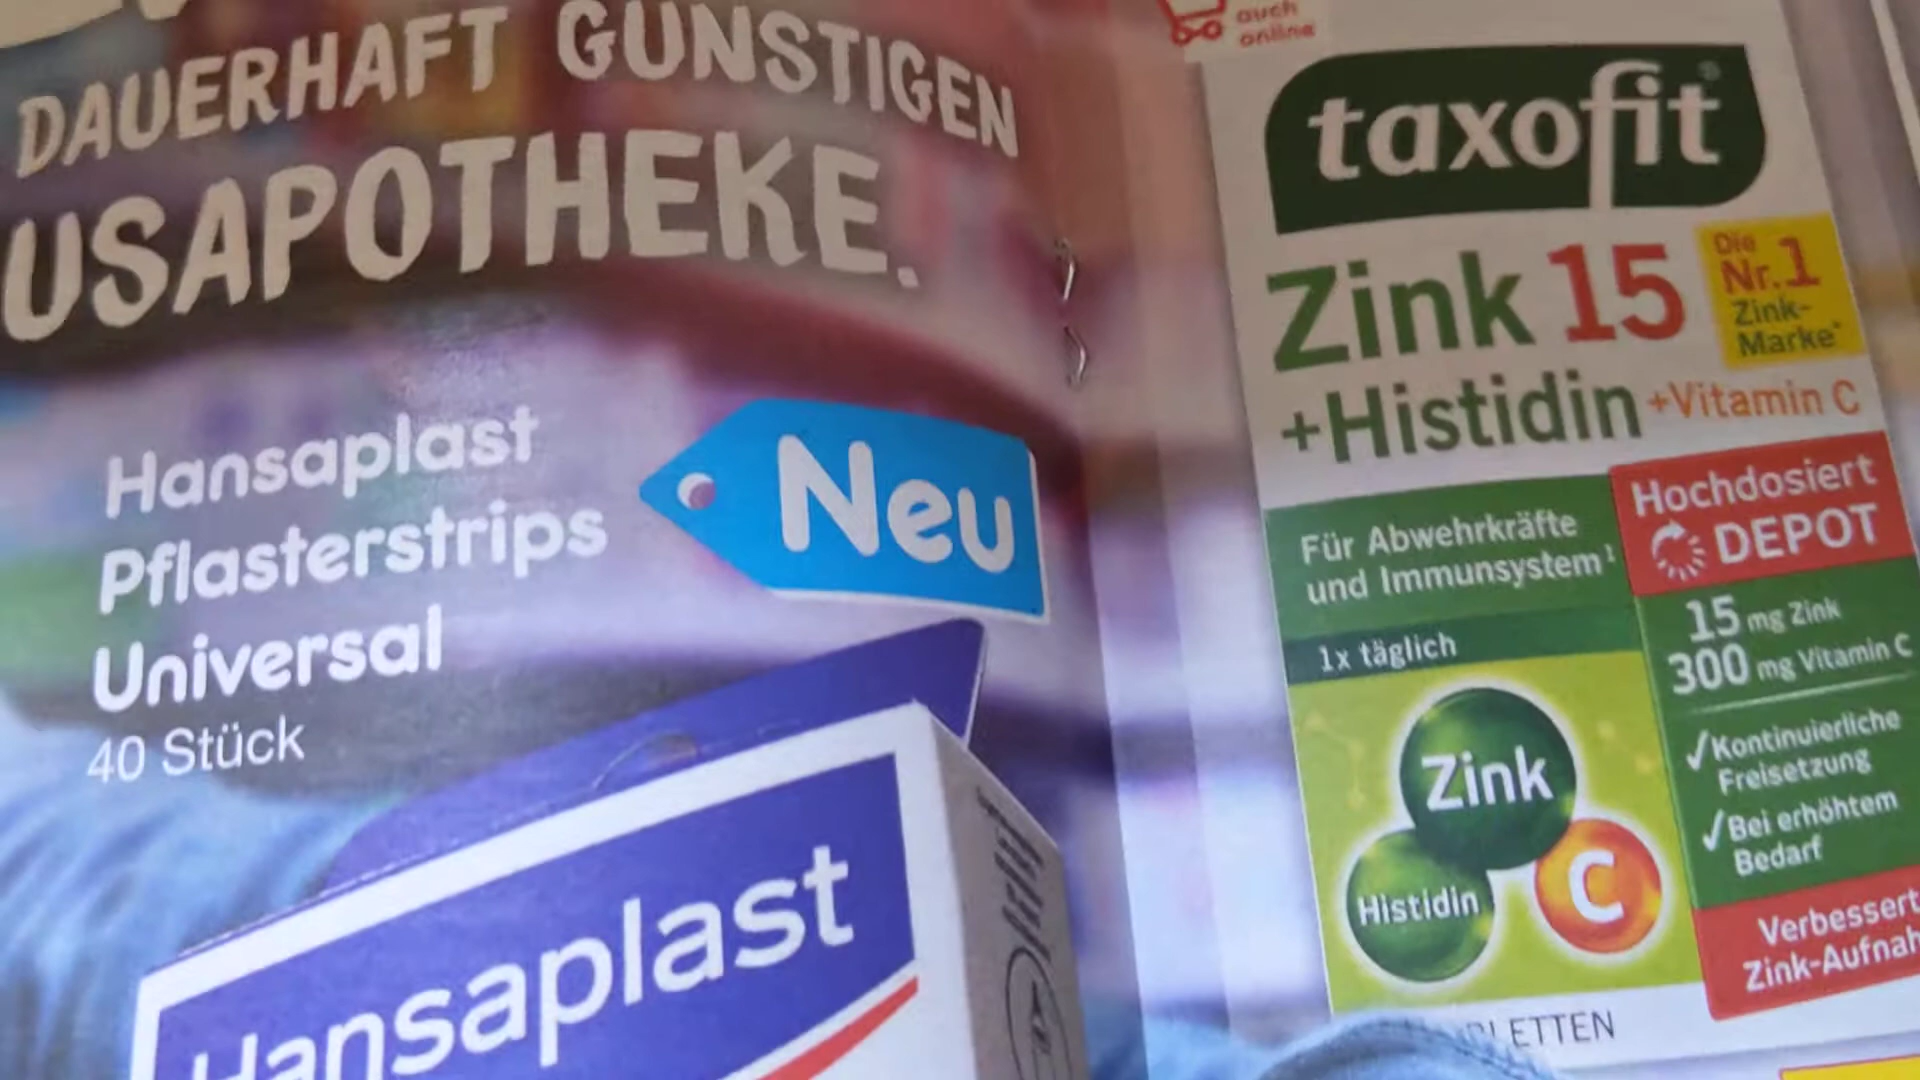 DAUERHAFT GÜNSTIGEN
USAPOTHEKE.
Hansaplast
Pflasterstrips
Universal
40 Stück
Neu
Hansaplast
auch
online
taxofit®
Zink 15
Die
Nr.1
Zink-
Marke*
+Histidin +Vitamin C
Für Abwehrkräfte
und Immunsystem¹
1x täglich
Hochdosiert
DEPOT
15 mg Zink
300 mg Vitamin C
✓Kontinuierliche
Freisetzung
✓Bei erhöhtem
Bedarf
Zink
Histidin
C
Verbessert
Zink-Aufnah
LETTEN